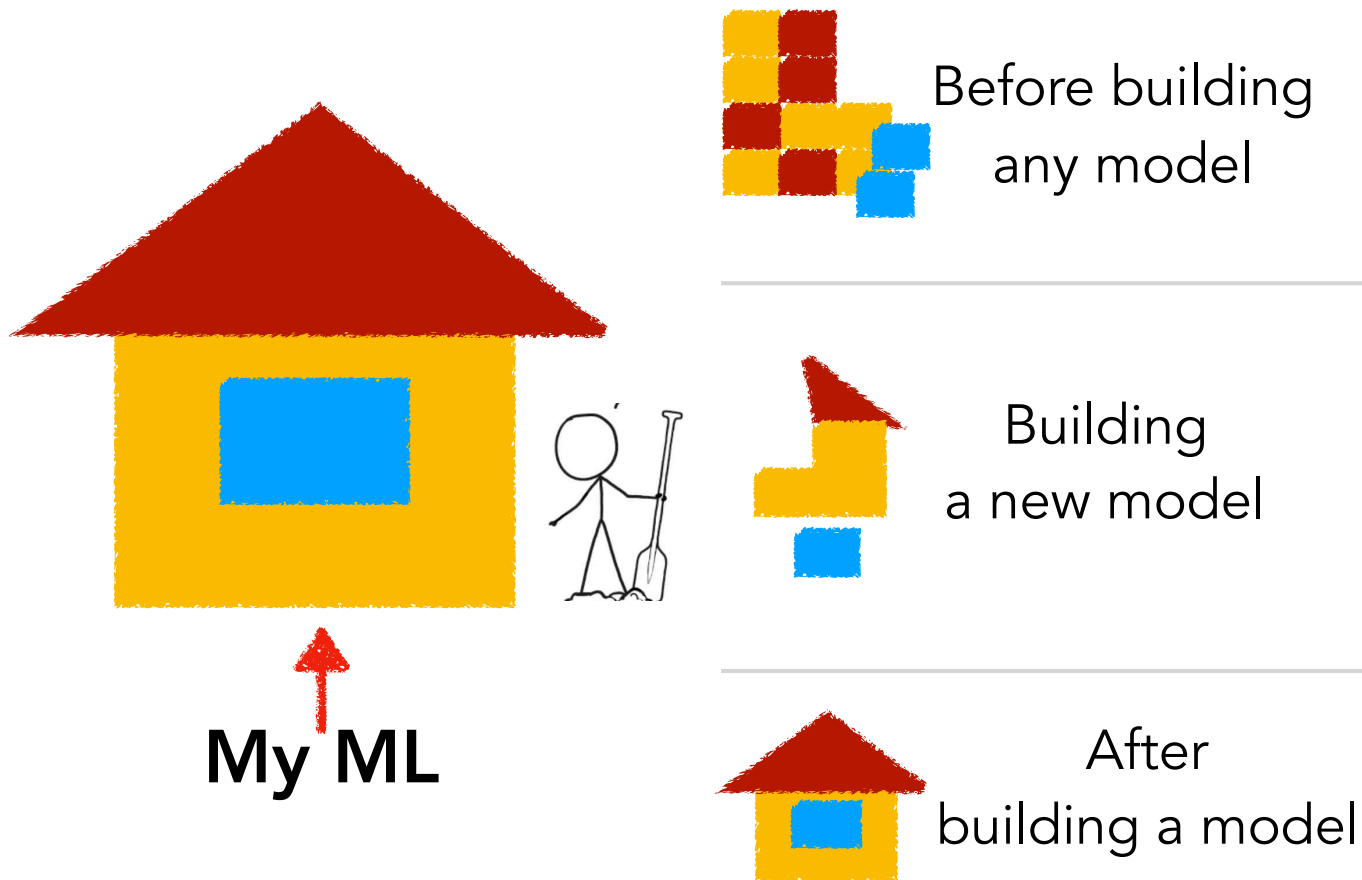 Before building
any model
Building
a new model
My ML
After
building a model